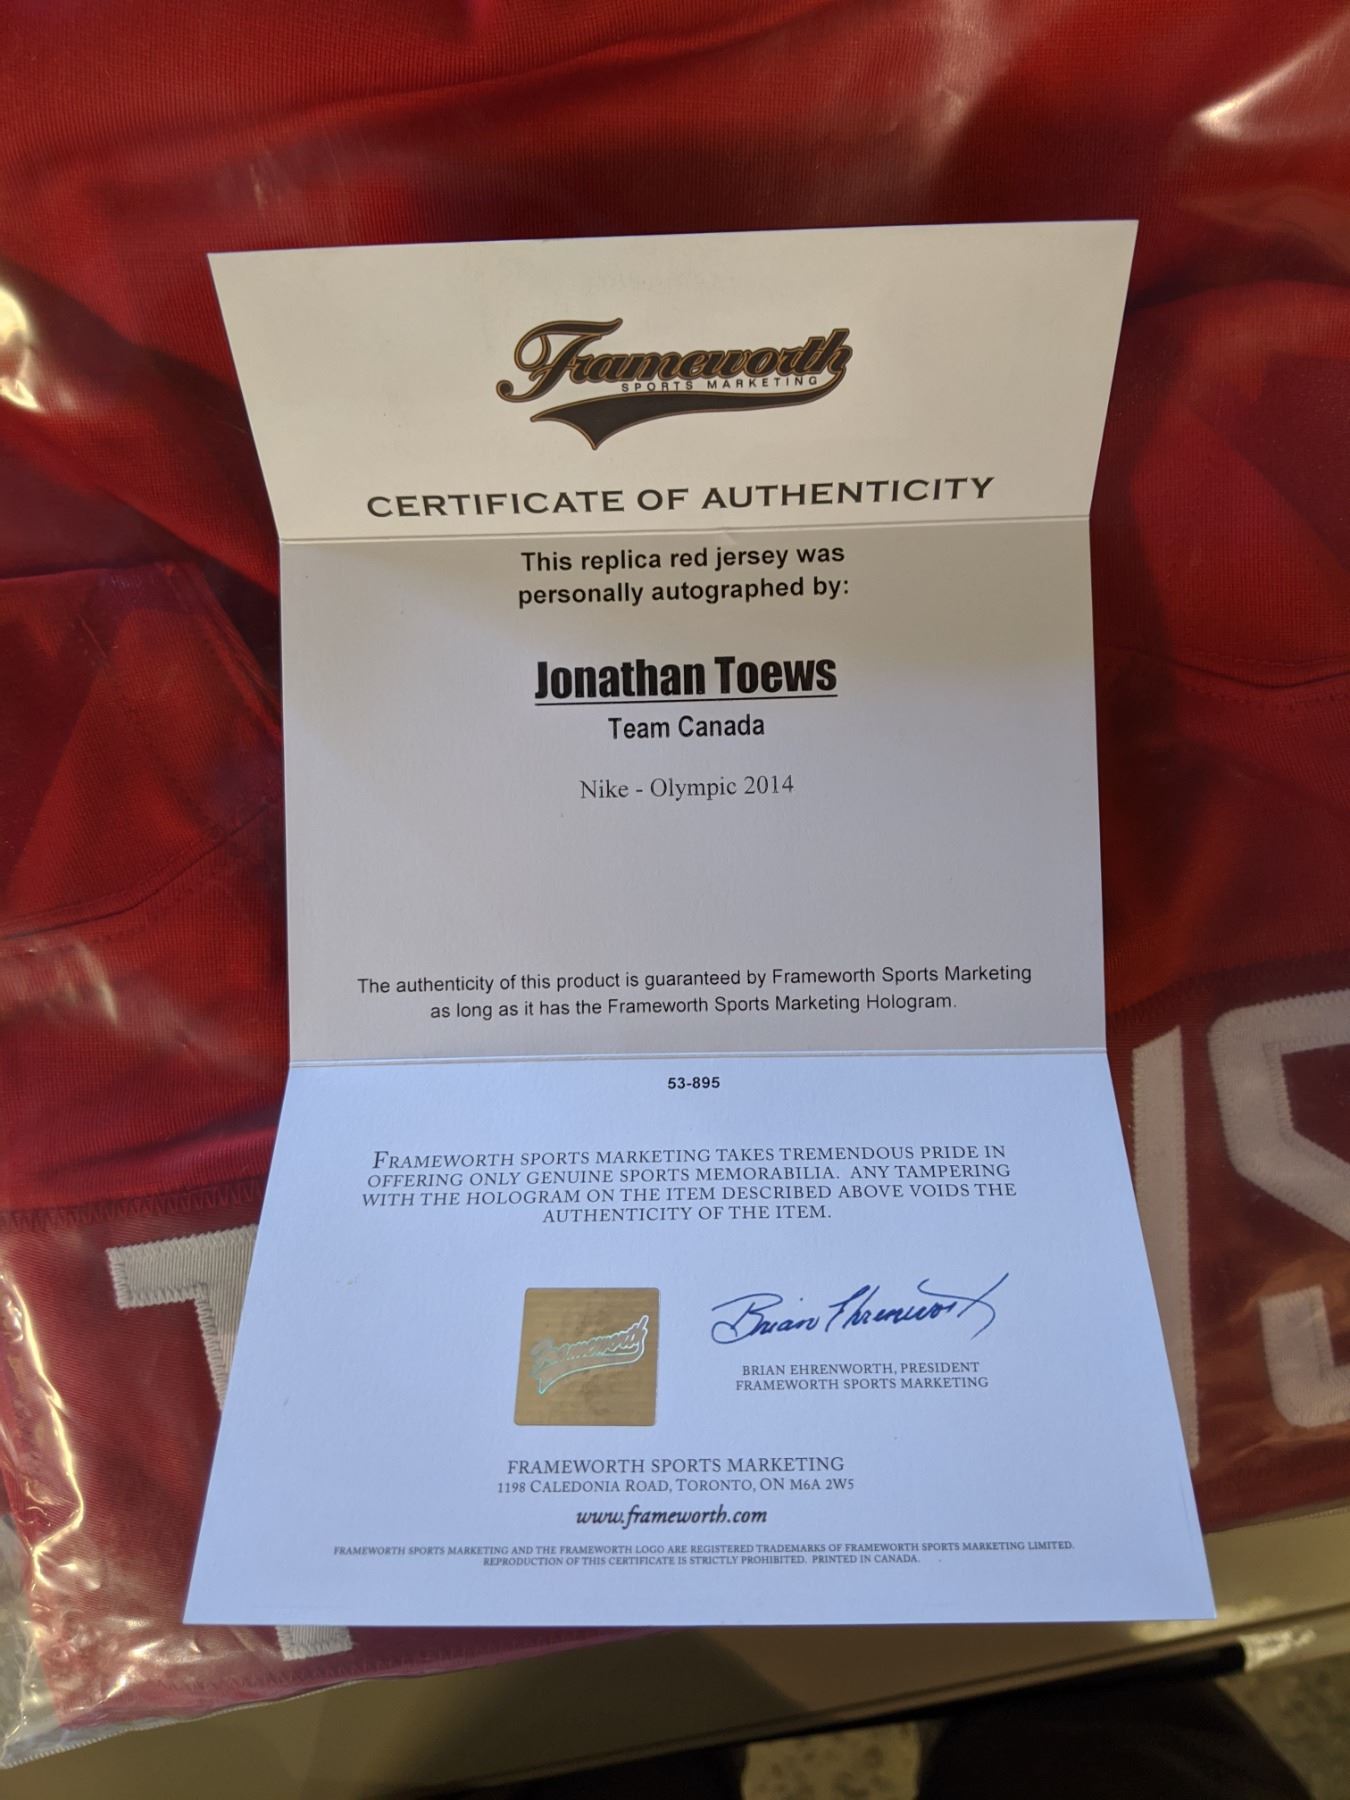 Frameworth
SPORTS MARKETING
CERTIFICATE OF AUTHENTICITY
This replica red jersey was
personally autographed by:
Jonathan Toews
Team Canada
Nike - Olympic 2014
The authenticity of this product is guaranteed by Frameworth Sports Marketing
as long as it has the Frameworth Sports Marketing Hologram.
53-895
FRAMEWORTH SPORTS MARKETING TAKES TREMENDOUS PRIDE IN
OFFERING ONLY GENUINE SPORTS MEMORABILIA. ANY TAMPERING
WITH THE HOLOGRAM ON THE ITEM DESCRIBED ABOVE VOIDS THE
AUTHENTICITY OF THE ITEM.
Frameworth
Brian Ehrenworth
BRIAN EHRENWORTH, PRESIDENT
FRAMEWORTH SPORTS MARKETING
FRAMEWORTH SPORTS MARKETING
1198 CALEDONIA ROAD, TORONTO, ON M6A 2W5
www.frameworth.com
FRAMEWORTH SPORTS MARKETING AND THE FRAMEWORTH LOGO ARE REGISTERED TRADEMARKS OF FRAMEWORTH SPORTS MARKETING LIMITED.
REPRODUCTION OF THIS CERTIFICATE IS STRICTLY PROHIBITED. PRINTED IN CANADA.